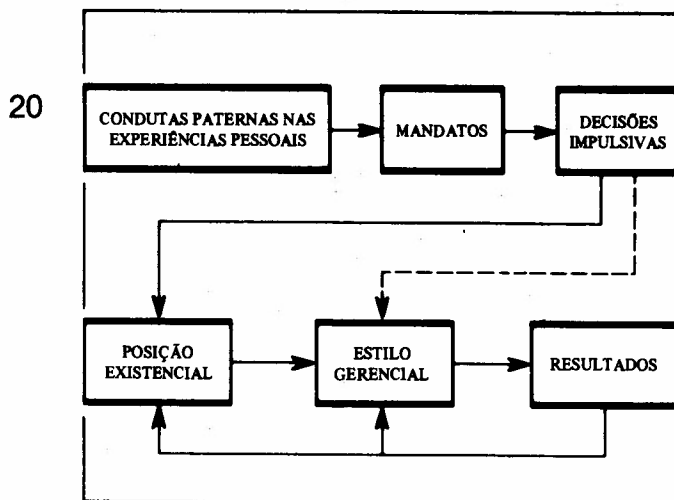 20
CONDUTAS PATERNAS NAS
EXPERIÊNCIAS PESSOAIS
MANDATOS
DECISÕES
IMPULSIVAS
POSIÇÃO
EXISTENCIAL
ESTILO
GERENCIAL
RESULTADOS